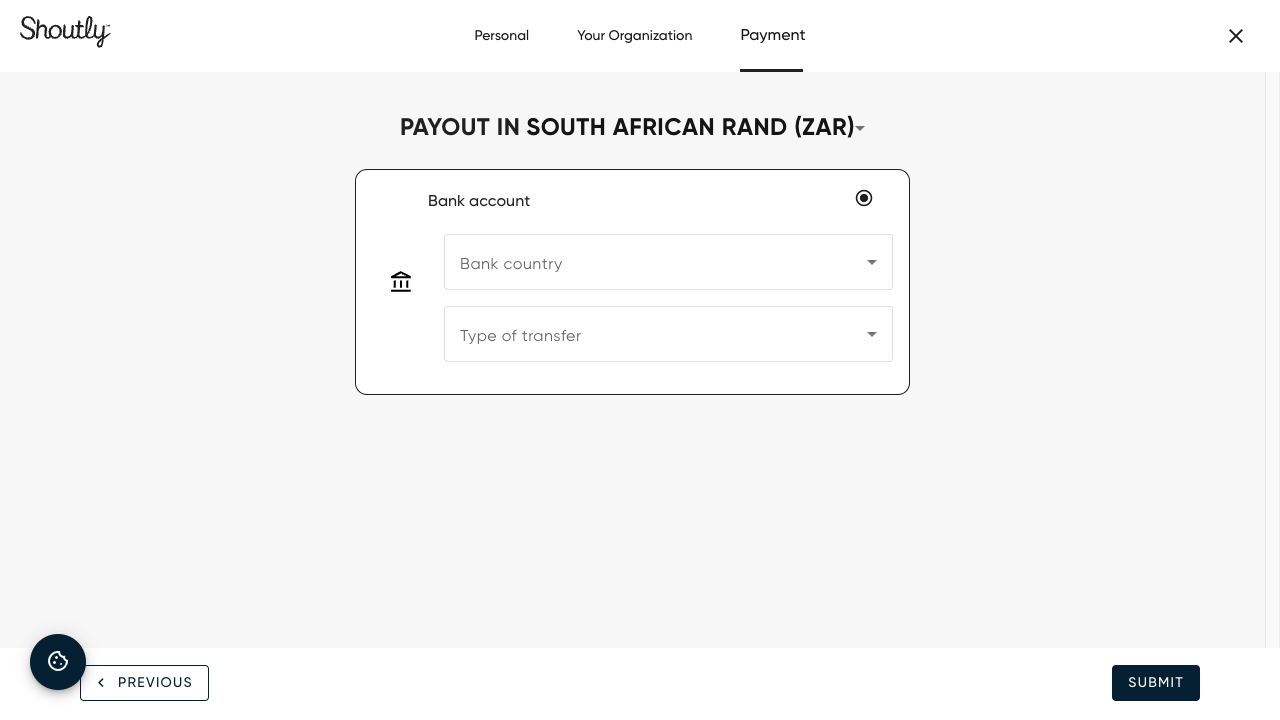 Shoutly
Personal
Your Organization
Payment
PAYOUT IN SOUTH AFRICAN RAND (ZAR)
Bank account
Bank country
Type of transfer
PREVIOUS
SUBMIT